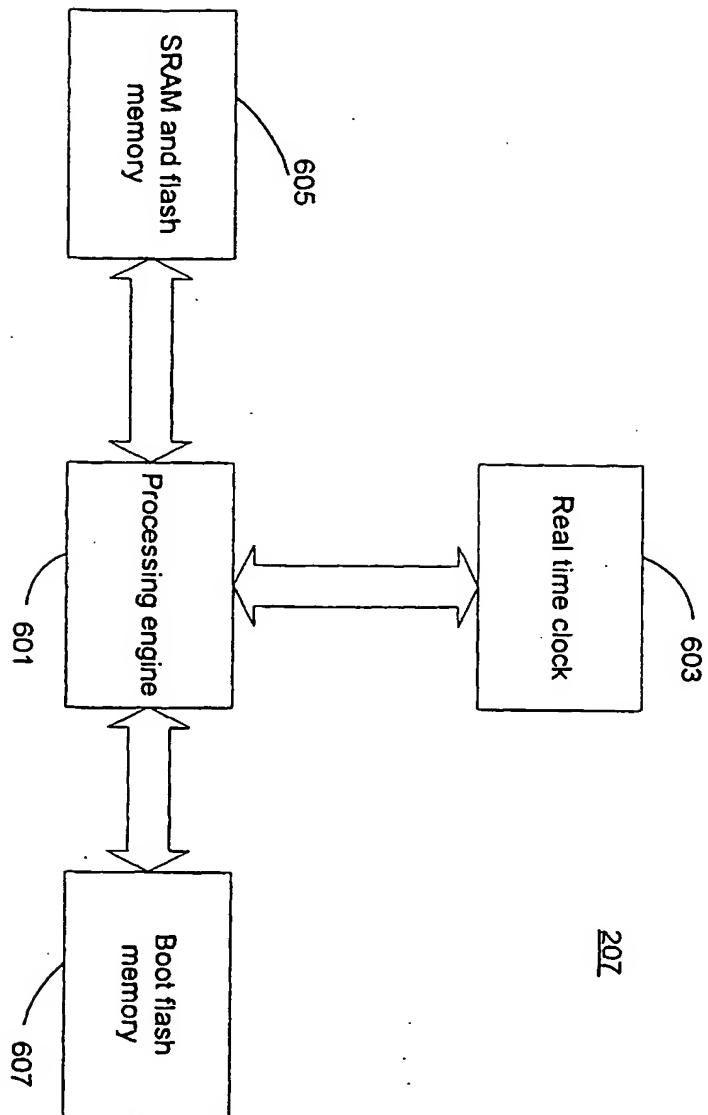 SRAM and flash
memory
605
Processing engine
601
Real time clock
603
Boot flash
memory
607
207